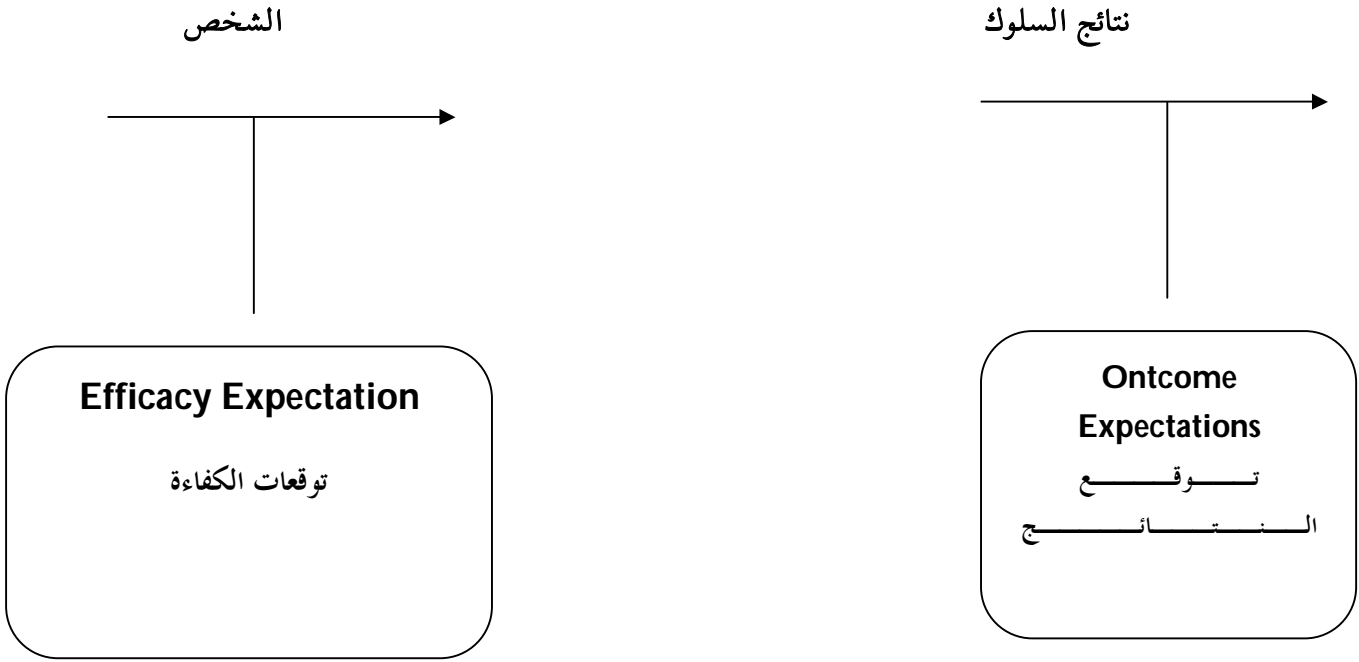 الشخص
نتائج السلوك
Efficacy Expectation
توقعات الكفاءة
Ontcome
Expectations
تـــــوقـــــــع
الـــــنـــــتـــــائـــــــج